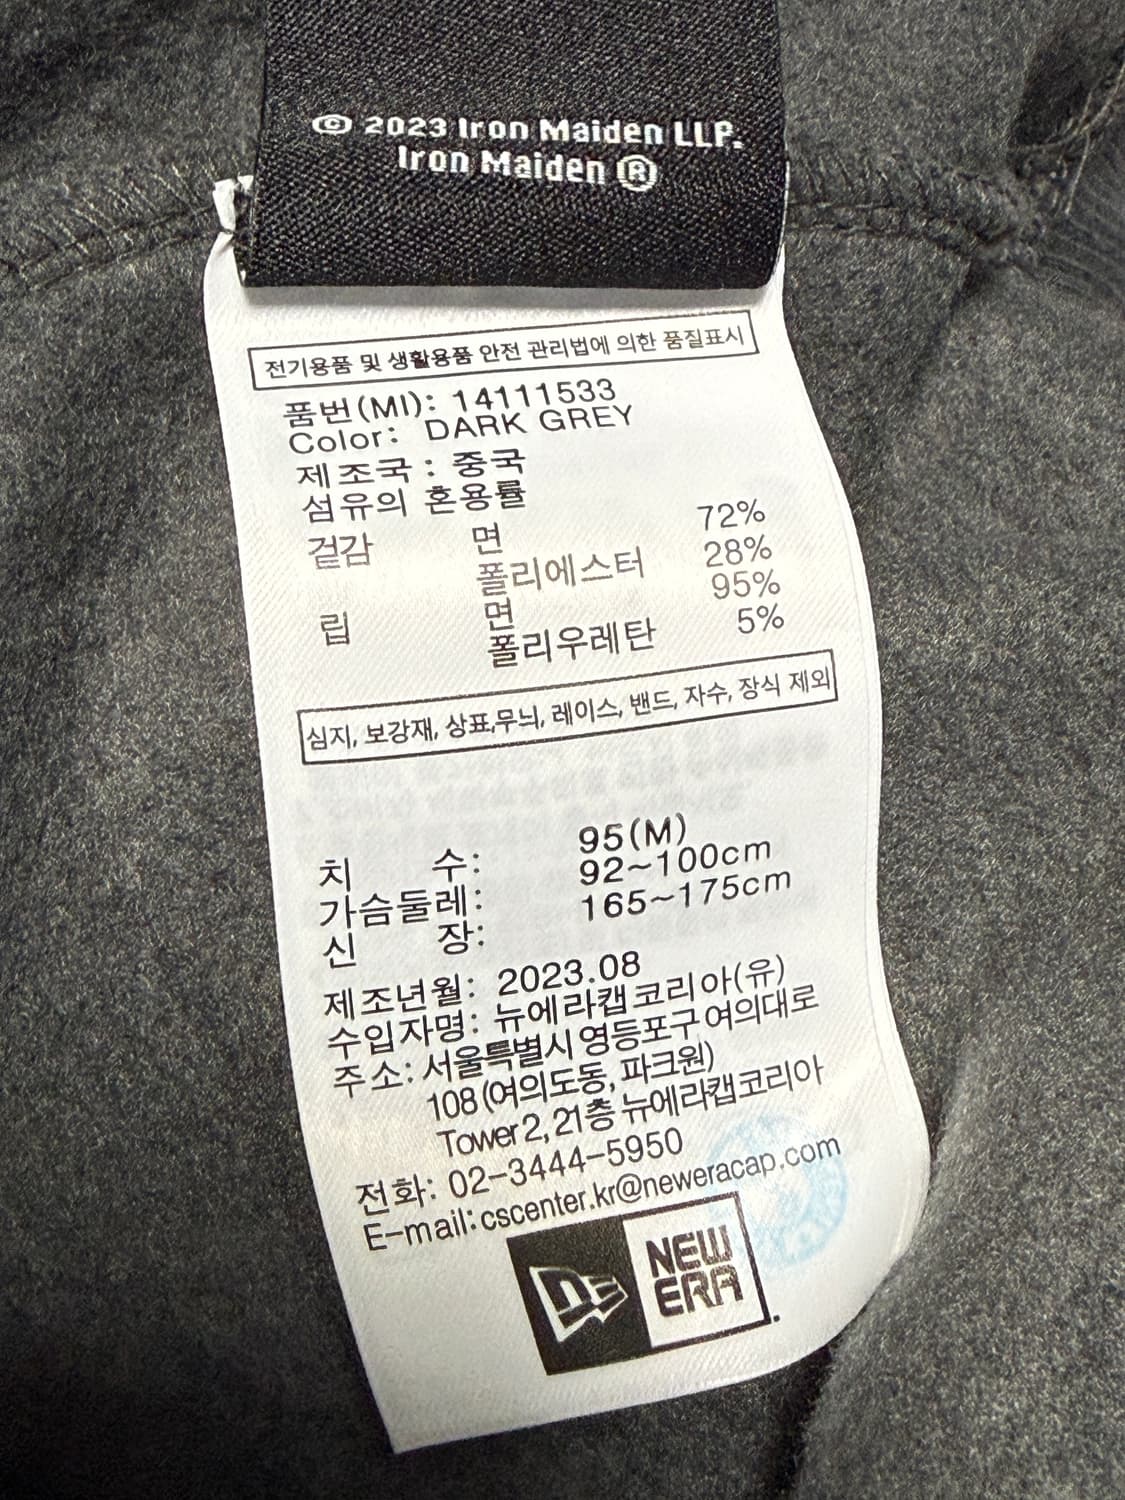 © 2023 Iron Maiden LLP.
Iron Maiden ®
전기용품 및 생활용품 안전 관리법에 의한 품질표시
품번(MI): 14111533
Color: DARK GREY
제조국 : 중국
섬유의 혼용률
겉감 면 72%
폴리에스터 28%
립 면 95%
폴리우레탄 5%
심지, 보강재, 상표,무늬, 레이스, 밴드, 자수, 장식 제외
치 수: 95(M)
가슴둘레: 92~100cm
신 장: 165~175cm
제조년월: 2023.08
수입자명: 뉴에라캡코리아(유)
주소: 서울특별시 영등포구 여의대로
108 (여의도동, 파크원)
Tower 2, 21층 뉴에라캡코리아
전화: 02-3444-5950
E-mail: cscenter.kr@neweracap.com
NEW
ERA